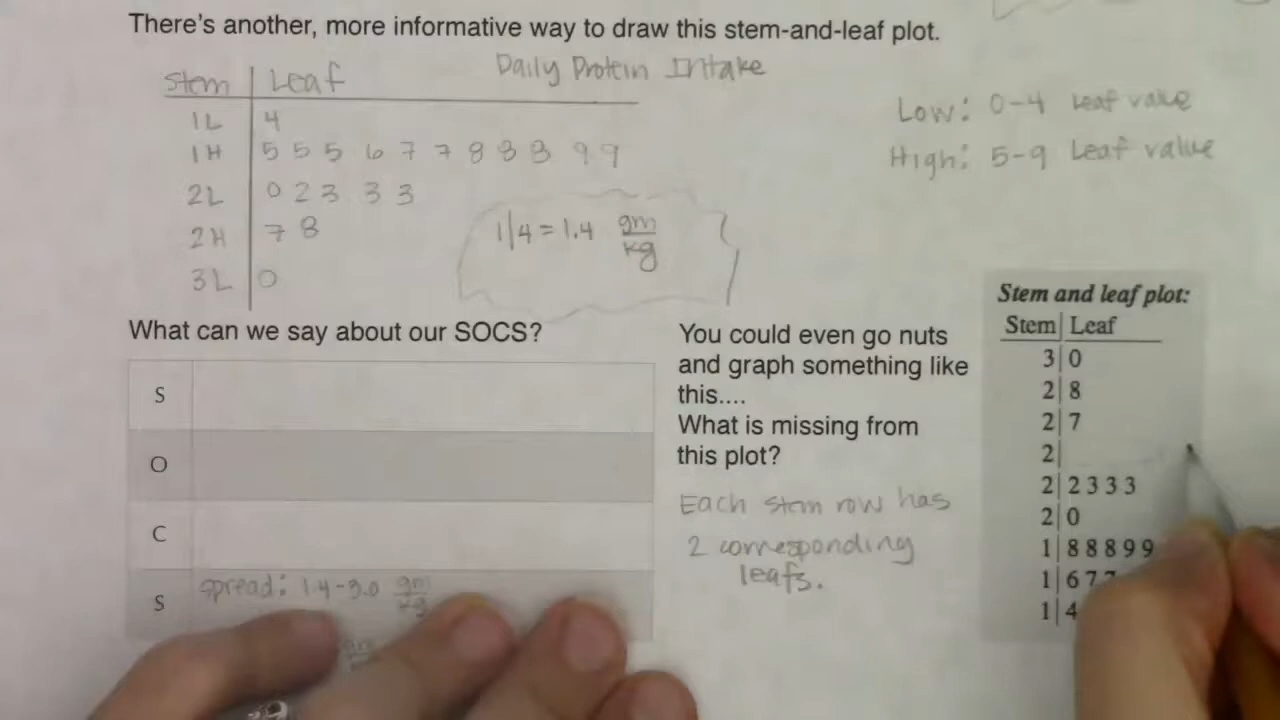 There's another, more informative way to draw this stem-and-leaf plot.
Daily Protein Intake
Stem Leaf
1L 4
1H 5 5 5 6 7 7 8 8 8 9 9
2L 0 2 3 3 3
2H 7 8
3L 0
1|4 = 1.4 gm/kg
Low: 0-4 Leaf value
High: 5-9 Leaf value
What can we say about our SOCS?
S
O
C
S spread: 1.4-3.0 gm/kg
You could even go nuts
and graph something like
this....
What is missing from
this plot?
Each stem row has
2 corresponding
leafs.
Stem and leaf plot:
Stem Leaf
3|0
2|8
2|7
2|
2|2 3 3 3
2|0
1|8 8 8 9 9
1|6 7 7
1|4